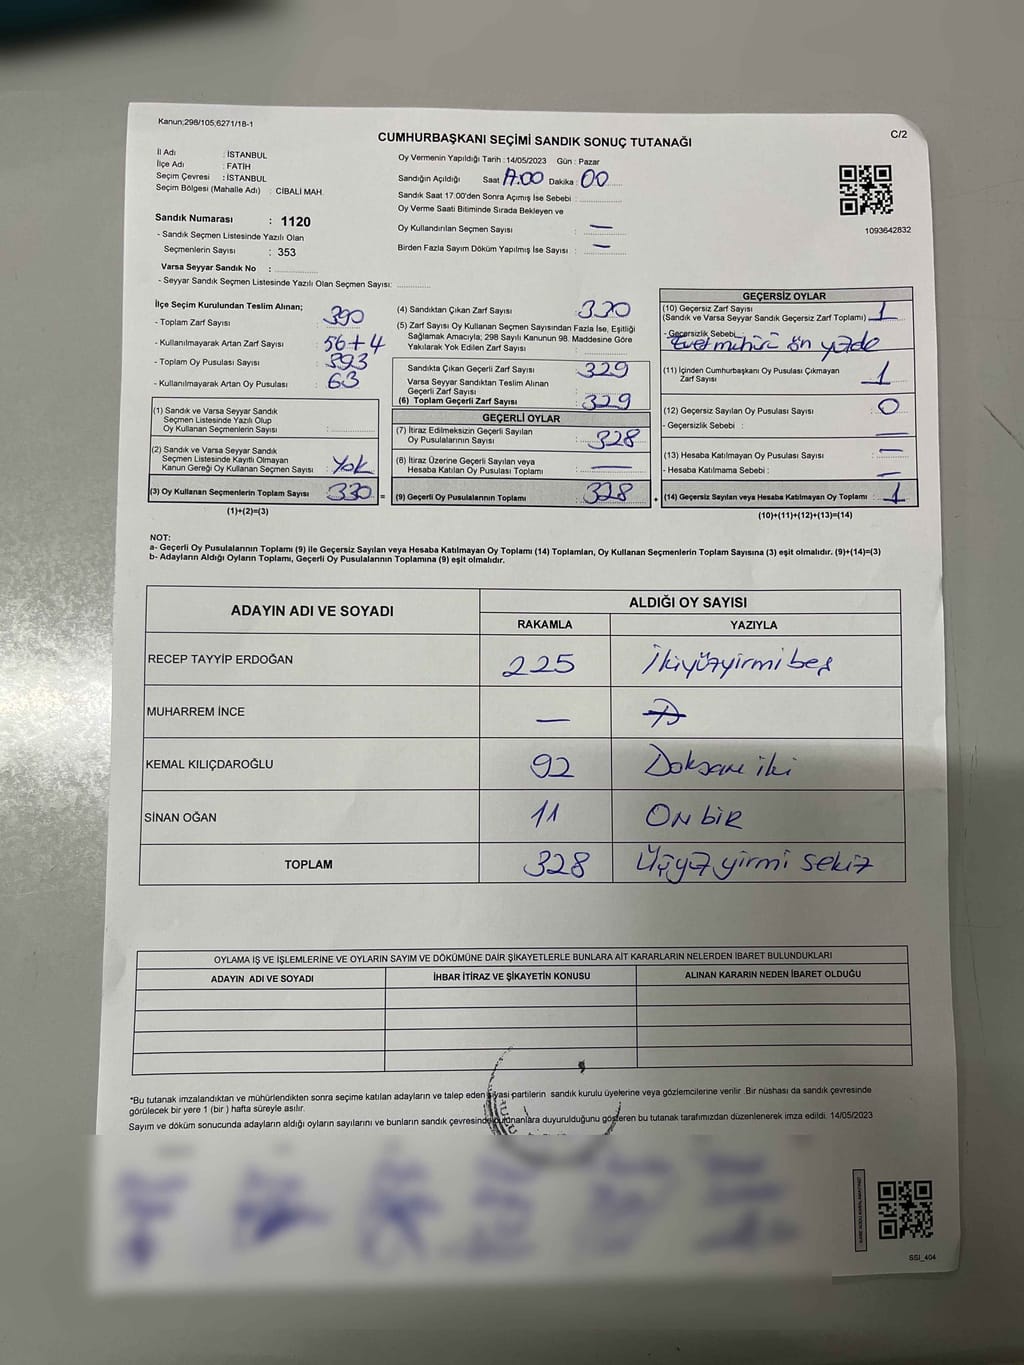 Kanun;298/105,6271/18-1
C/2
CUMHURBAŞKANI SEÇİMİ SANDIK SONUÇ TUTANAĞI
İl Adı : İSTANBUL
İlçe Adı : FATİH
Seçim Çevresi : İSTANBUL
Seçim Bölgesi (Mahalle Adı) : CİBALİ MAH.
Sandık Numarası : 1120
- Sandık Seçmen Listesinde Yazılı Olan
Seçmenlerin Sayısı : 353
Varsa Seyyar Sandık No :
- Seyyar Sandık Seçmen Listesinde Yazılı Olan Seçmen Sayısı:
Oy Vermenin Yapıldığı Tarih : 14/05/2023 Gün : Pazar
Sandığın Açıldığı Saat 17.00 Dakika : 00
Sandık Saat 17.00'den Sonra Açımış İse Sebebi :
Oy Verme Saati Bitiminde Sırada Bekleyen ve
Oy Kullandırılan Seçmen Sayısı : —
Birden Fazla Sayım Döküm Yapılmış İse Sayısı : —
1093642832
İlçe Seçim Kurulundan Teslim Alınan;
- Toplam Zarf Sayısı : 390
- Kullanılmayarak Artan Zarf Sayısı : 56+4
- Toplam Oy Pusulası Sayısı : 393
- Kullanılmayarak Artan Oy Pusulası : 63
(1) Sandık ve Varsa Seyyar Sandık
Seçmen Listesinde Yazılı Olup
Oy Kullanan Seçmenlerin Sayısı :
(2) Sandık ve Varsa Seyyar Sandık
Seçmen Listesinde Kayıtlı Olmayan
Kanun Gereği Oy Kullanan Seçmen Sayısı : Yok
(3) Oy Kullanan Seçmenlerin Toplam Sayısı : 330 =
(1)+(2)=(3)
(4) Sandıktan Çıkan Zarf Sayısı : 330
(5) Zarf Sayısı Oy Kullanan Seçmen Sayısından Fazla İse, Eşitliği
Sağlamak Amacıyla; 298 Sayılı Kanunun 98. Maddesine Göre
Yakılarak Yok Edilen Zarf Sayısı :
Sandıkta Çıkan Geçerli Zarf Sayısı : 329
Varsa Seyyar Sandıktan Teslim Alınan
Geçerli Zarf Sayısı :
(6) Toplam Geçerli Zarf Sayısı : 329
GEÇERLİ OYLAR
(7) İtiraz Edilmeksizin Geçerli Sayılan
Oy Pusulalarının Sayısı : 328
(8) İtiraz Üzerine Geçerli Sayılan veya
Hesaba Katılan Oy Pusulası Toplamı : —
(9) Geçerli Oy Pusulalarının Toplamı : 328
GEÇERSİZ OYLAR
(10) Geçersiz Zarf Sayısı
(Sandık ve Varsa Seyyar Sandık Geçersiz Zarf Toplamı) : 1
- Geçersizlik Sebebi :
Evet mührü ön yüzde
(11) İçinden Cumhurbaşkanı Oy Pusulası Çıkmayan
Zarf Sayısı : 1
(12) Geçersiz Sayılan Oy Pusulası Sayısı : 0
- Geçersizlik Sebebi : —
(13) Hesaba Katılmayan Oy Pusulası Sayısı : —
- Hesaba Katılmama Sebebi : —
(14) Geçersiz Sayılan veya Hesaba Katılmayan Oy Toplamı : 1
(10)+(11)+(12)+(13)=(14)
NOT:
a- Geçerli Oy Pusulalarının Toplamı (9) ile Geçersiz Sayılan veya Hesaba Katılmayan Oy Toplamı (14) Toplamları, Oy Kullanan Seçmenlerin Toplam Sayısına (3) eşit olmalıdır. (9)+(14)=(3)
b- Adayların Aldığı Oyların Toplamı, Geçerli Oy Pusulalarının Toplamına (9) eşit olmalıdır.
ADAYIN ADI VE SOYADI ALDIĞI OY SAYISI
RAKAMLA YAZIYLA
RECEP TAYYİP ERDOĞAN 225 İkiyüzyirmibeş
MUHARREM İNCE —
KEMAL KILIÇDAROĞLU 92 Doksan iki
SİNAN OĞAN 11 ON BİR
TOPLAM 328 Üçyüz yirmi sekiz
OYLAMA İŞ VE İŞLEMLERİNE VE OYLARIN SAYIM VE DÖKÜMÜNE DAİR ŞİKAYETLERLE BUNLARA AİT KARARLARIN NELERDEN İBARET BULUNDUKLARI
ADAYIN ADI VE SOYADI İHBAR İTİRAZ VE ŞİKAYETİN KONUSU ALINAN KARARIN NEDEN İBARET OLDUĞU
*Bu tutanak imzalandıktan ve mühürlendikten sonra seçime katılan adayların ve talep eden siyasi partilerin sandık kurulu üyelerine veya gözlemcilerine verilir .Bir nüshası da sandık çevresinde
görülecek bir yere 1 (bir ) hafta süreyle asılır.
Sayım ve döküm sonucunda adayların aldığı oyların sayılarını ve bunların sandık çevresinde bulunanlara duyurulduğunu gösteren bu tutanak tarafımızdan düzenlenerek imza edildi. 14/05/2023
SSI_404